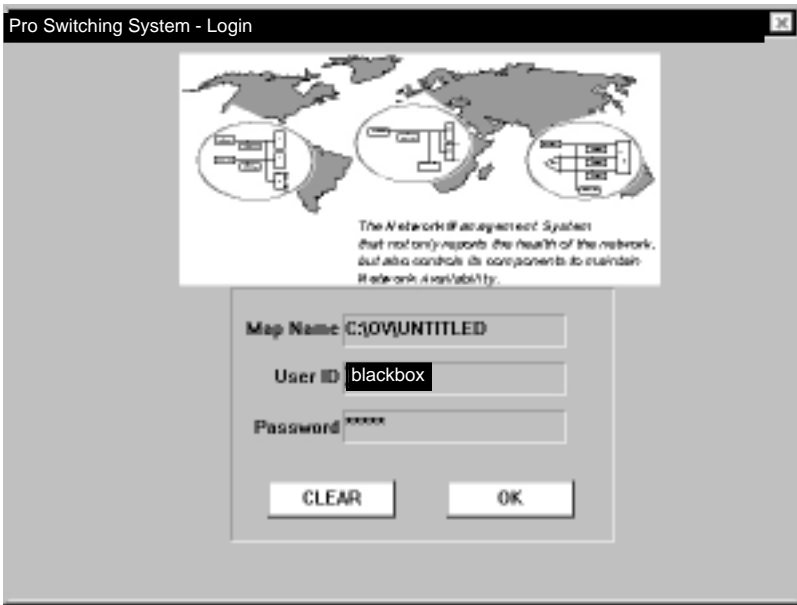 Pro Switching System - Login
The Network Management System
that not only reports the health of the network,
but also controls its components to maintain
Network Availability.
Map Name C:\OV\UNTITLED
User ID blackbox
Password *****
CLEAR OK